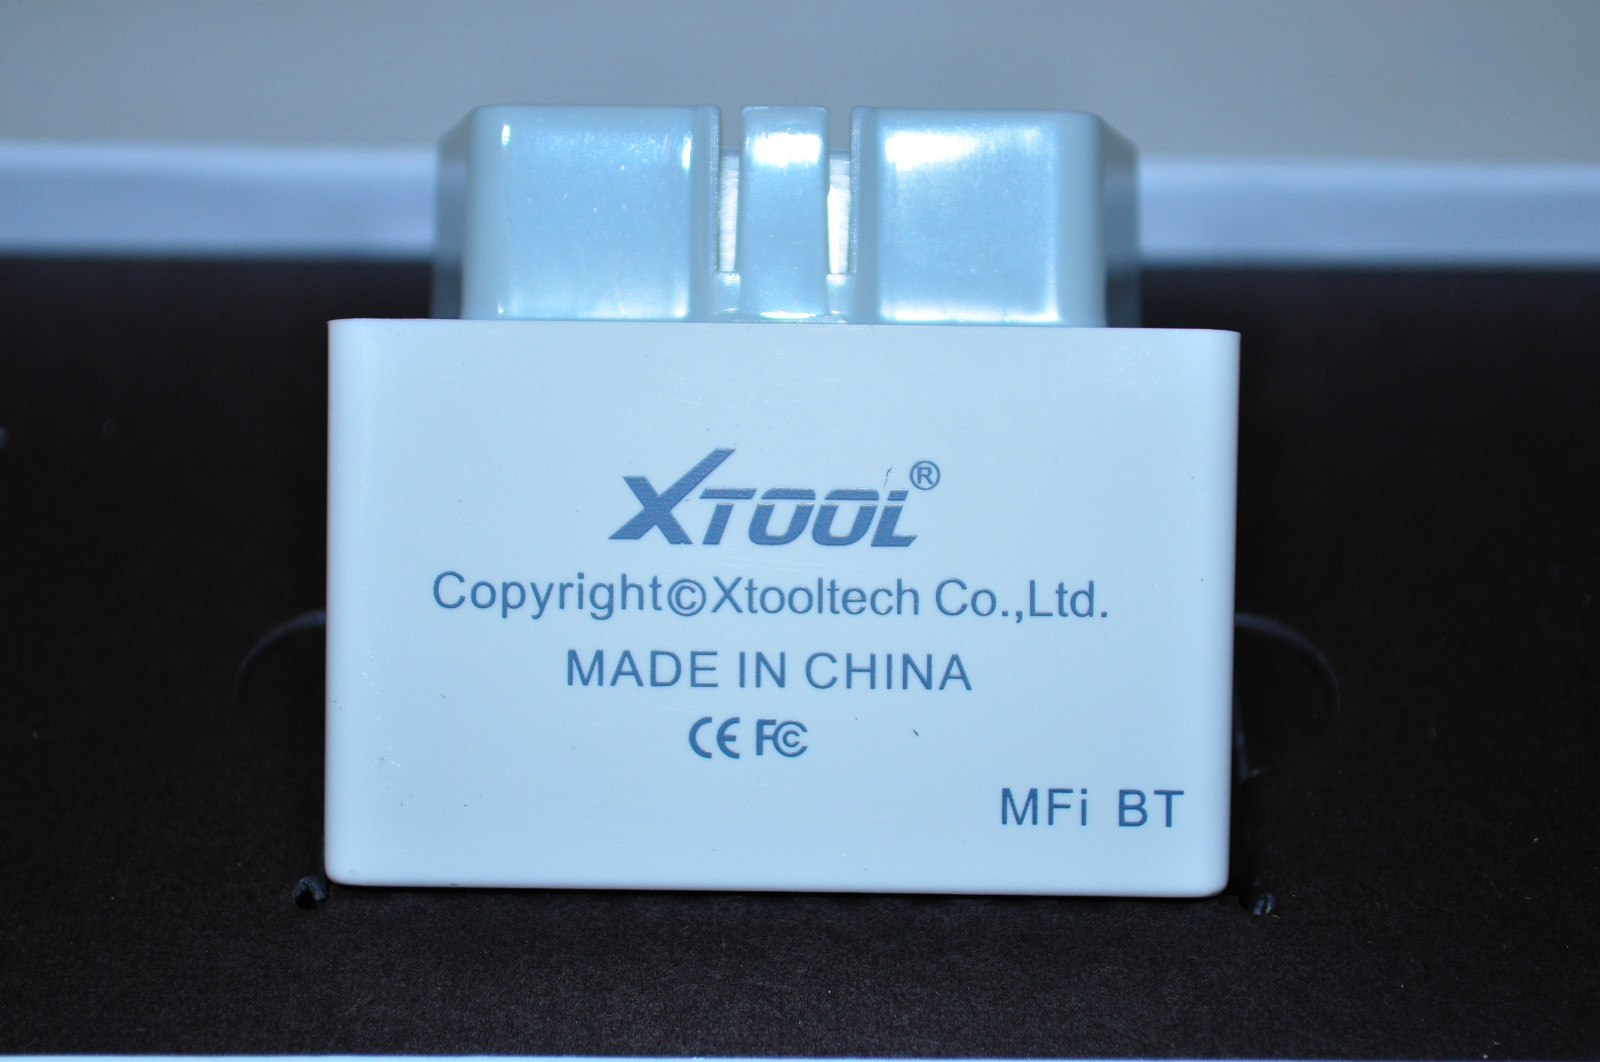 XTOOL®
Copyright©Xtooltech Co.,Ltd.
MADE IN CHINA
CE FC
MFi BT